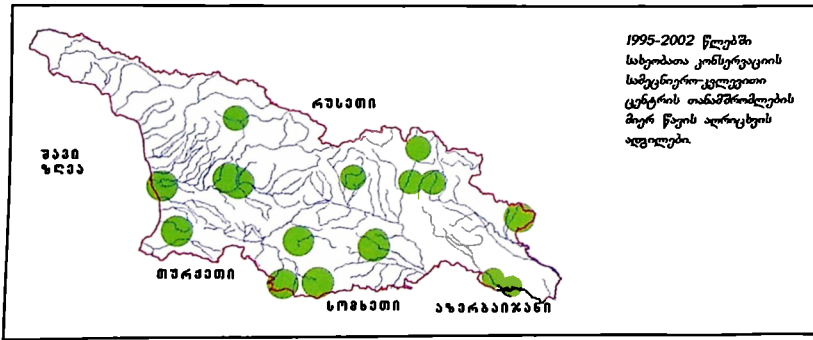 1995-2002 წლებში
სახეობათა კონსერვაციის
სამეცნიერო-კვლევითი
ცენტრის თანამშრომლების
მიერ წავის აღრიცხვის
ადგილები.
რუსეთი
შავი
ზღვა
თურქეთი
სომხეთი
აზერბაიჯანი